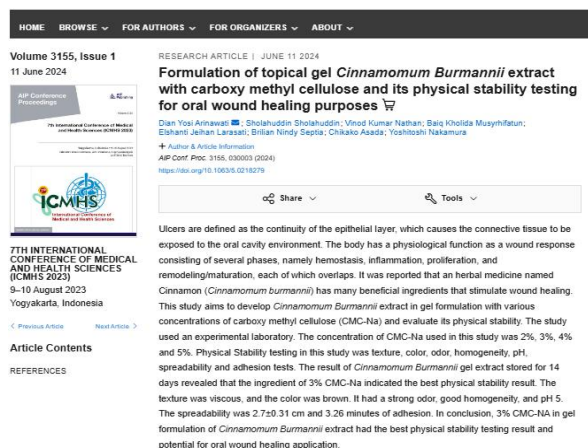 HOME BROWSE FOR AUTHORS FOR ORGANIZERS ABOUT
Volume 3155, Issue 1
11 June 2024
AIP Conference
Proceedings
7th International Conference of Medical
and Health Sciences (ICMHS 2023)
iCMHS
International Conference of
Medical and Health Sciences
7TH INTERNATIONAL
CONFERENCE OF MEDICAL
AND HEALTH SCIENCES
(ICMHS 2023)
9–10 August 2023
Yogyakarta, Indonesia
Previous Article Next Article
Article Contents
REFERENCES
RESEARCH ARTICLE | JUNE 11 2024
Formulation of topical gel Cinnamomum Burmannii extract
with carboxy methyl cellulose and its physical stability testing
for oral wound healing purposes
Dian Yosi Arinawati; Sholahuddin Sholahuddin; Vinod Kumar Nathan; Baiq Kholida Musyrhifatun;
Elshanti Jeihan Larasati; Brilian Nindy Septia; Chikako Asada; Yoshitoshi Nakamura
+ Author & Article Information
AIP Conf. Proc. 3155, 030003 (2024)
https://doi.org/10.1063/5.0218279
Share Tools
Ulcers are defined as the continuity of the epithelial layer, which causes the connective tissue to be
exposed to the oral cavity environment. The body has a physiological function as a wound response
consisting of several phases, namely hemostasis, inflammation, proliferation, and
remodeling/maturation, each of which overlaps. It was reported that an herbal medicine named
Cinnamon (Cinnamomum burmannii) has many beneficial ingredients that stimulate wound healing.
This study aims to develop Cinnamomum Burmannii extract in gel formulation with various
concentrations of carboxy methyl cellulose (CMC-Na) and evaluate its physical stability. The study
used an experimental laboratory. The concentration of CMC-Na used in this study was 2%, 3%, 4%
and 5%. Physical Stability testing in this study was texture, color, odor, homogeneity, pH,
spreadability and adhesion tests. The result of Cinnamomum Burmannii gel extract stored for 14
days revealed that the ingredient of 3% CMC-Na indicated the best physical stability result. The
texture was viscous, and the color was brown. It had a strong odor, good homogeneity, and pH 5.
The spreadability was 2.7±0.31 cm and 3.26 minutes of adhesion. In conclusion, 3% CMC-NA in gel
formulation of Cinnamomum Burmannii extract had the best physical stability testing result and
potential for oral wound healing application.